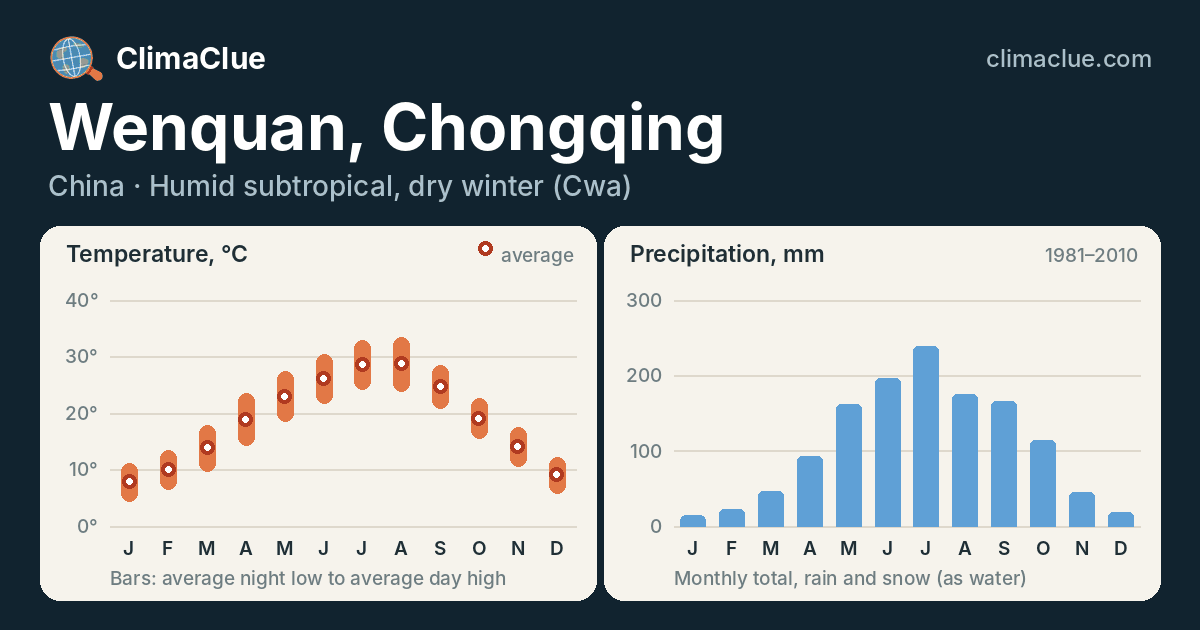 ClimaClue
climaclue.com
Wenquan, Chongqing
China · Humid subtropical, dry winter (Cwa)
Temperature, °C
average
40°
30°
20°
10°
0°
J F M A M J J A S O N D
Bars: average night low to average day high
Precipitation, mm
1981–2010
300
200
100
0
J F M A M J J A S O N D
Monthly total, rain and snow (as water)